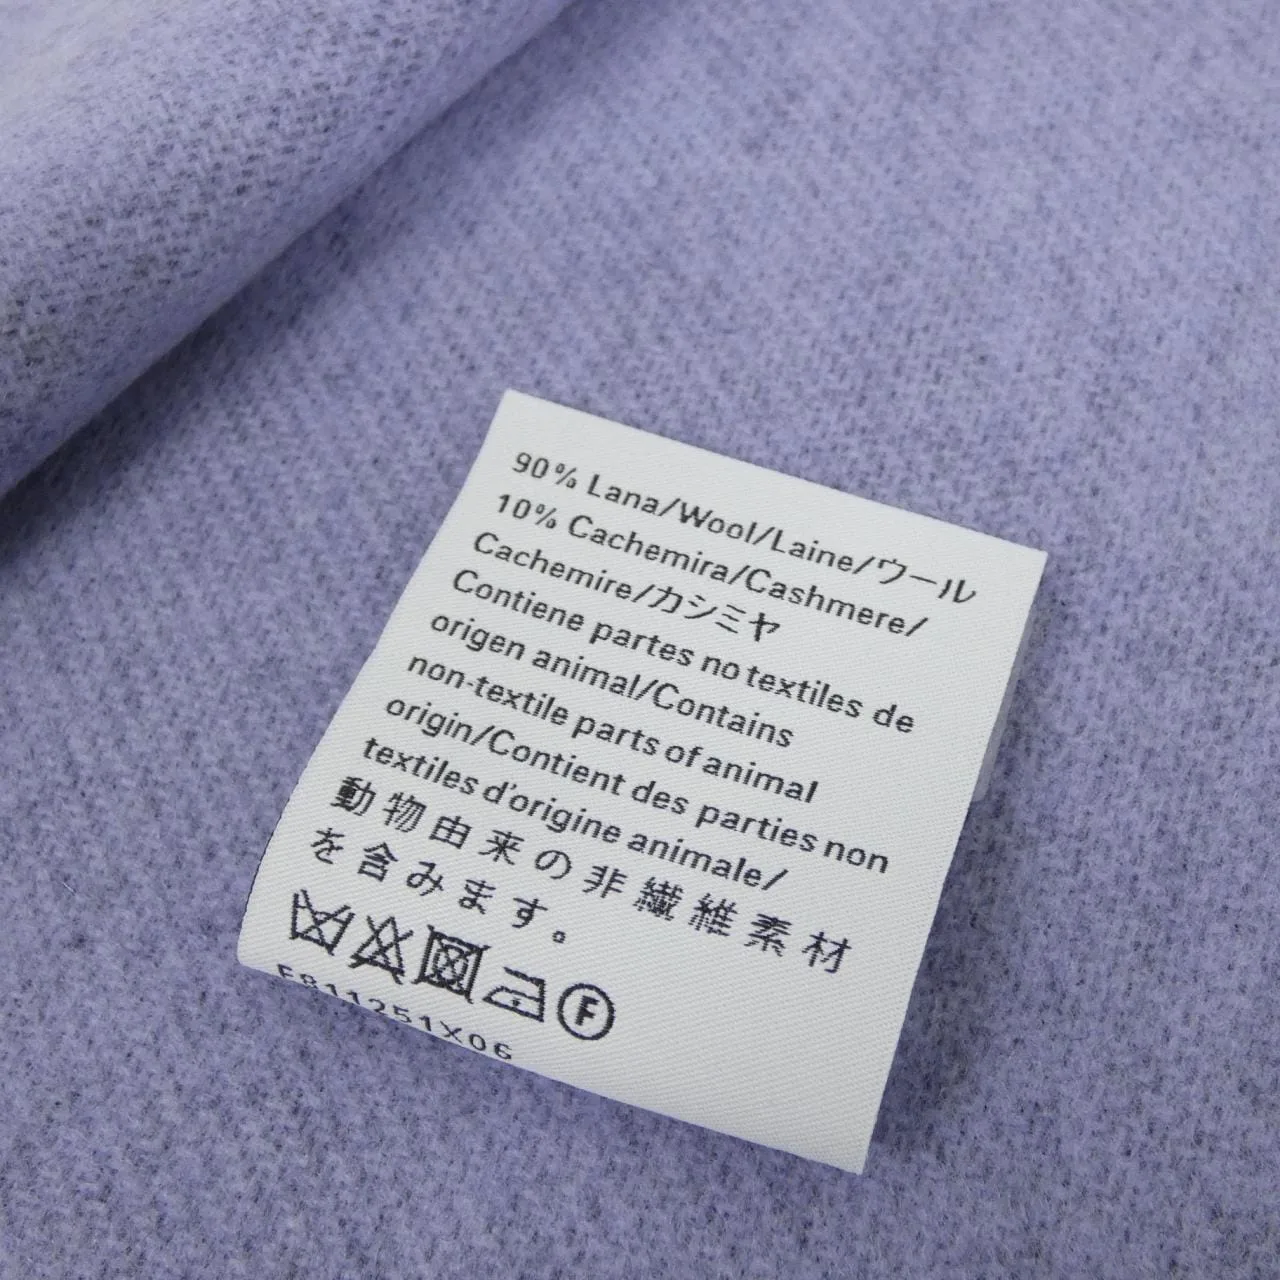 90% Lana/Wool/Laine/ウール
10% Cachemira/Cashmere/
Cachemire/カシミヤ
Contiene partes no textiles de
origen animal/Contains
non-textile parts of animal
origin/Contient des parties non
textiles d'origine animale/
動物由来の非繊維素材
を含みます。
F
F811251X06